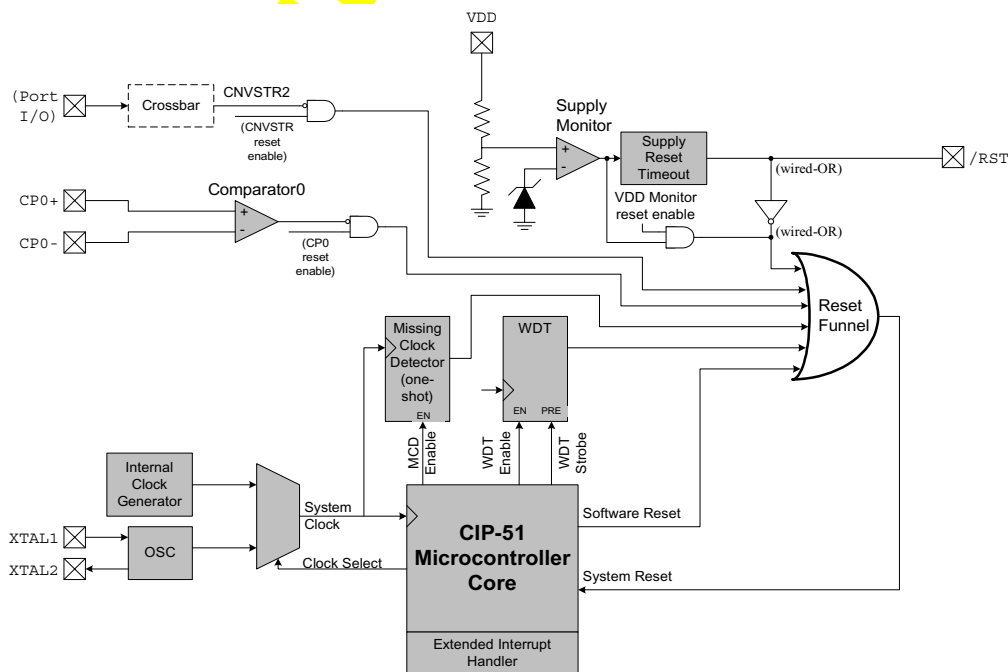 VDD
(Port
I/O)
Crossbar
CNVSTR2
(CNVSTR
reset
enable)
Supply
Monitor
+
-
Supply
Reset
Timeout
(wired-OR)
/RST
CP0+
CP0-
Comparator0
+
-
(CP0
reset
enable)
VDD Monitor
reset enable
(wired-OR)
Reset
Funnel
Missing
Clock
Detector
(one-
shot)
EN
WDT
EN
PRE
MCD
Enable
WDT
Enable
WDT
Strobe
Internal
Clock
Generator
System
Clock
XTAL1
XTAL2
OSC
Clock Select
CIP-51
Microcontroller
Core
Software Reset
System Reset
Extended Interrupt
Handler